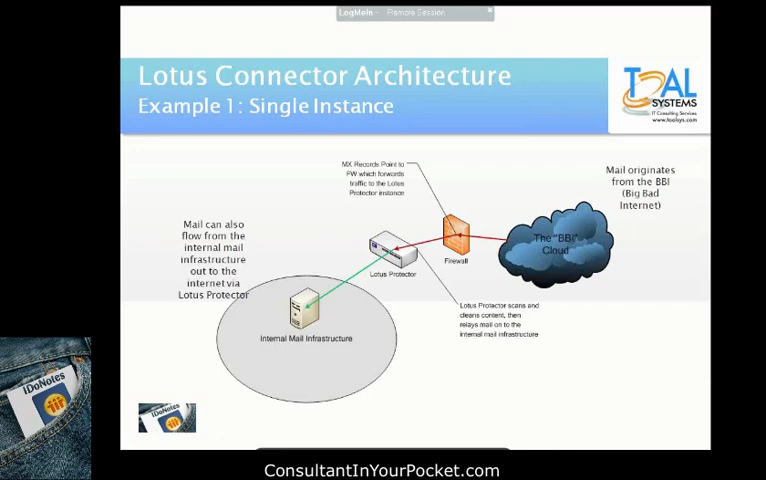 LogMeIn - Remote Session
Lotus Connector Architecture
Example 1: Single Instance
TOAL
SYSTEMS
IT Consulting Services
www.toalsys.com
MX Records Point to
FW which forwards
traffic to the Lotus
Protector instance
Mail originates
from the BBI
(Big Bad
Internet)
Mail can also
flow from the
internal mail
infrastructure
out to the
internet via
Lotus Protector
The "BBI"
Cloud
Firewall
Lotus Protector
Lotus Protector scans and
cleans content, then
relays mail on to the
internal mail infrastructure
Internal Mail Infrastructure
iDoNotes
ConsultantInYourPocket.com